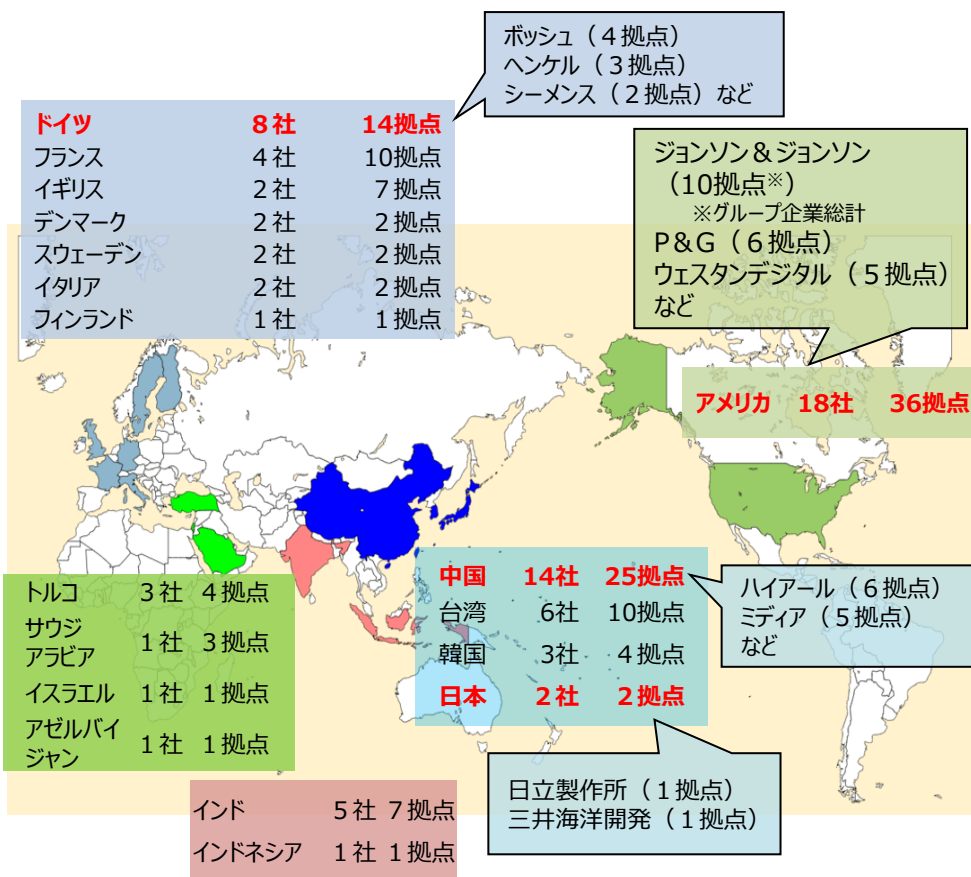 ボッシュ（４拠点）
ヘンケル（３拠点）
シーメンス（２拠点）など
ドイツ ８社 14拠点
フランス ４社 10拠点
イギリス ２社 ７拠点
デンマーク ２社 ２拠点
スウェーデン ２社 ２拠点
イタリア ２社 ２拠点
フィンランド １社 １拠点
ジョンソン＆ジョンソン
（10拠点※）
※グループ企業総計
P＆G（６拠点）
ウェスタンデジタル（５拠点）
など
アメリカ 18社 36拠点
中国 14社 25拠点
台湾 6社 10拠点
韓国 3社 ４拠点
日本 ２社 ２拠点
ハイアール（６拠点）
ミディア（５拠点）
など
トルコ ３社 ４拠点
サウジ
アラビア １社 ３拠点
イスラエル １社 １拠点
アゼルバイ
ジャン １社 １拠点
日立製作所（１拠点）
三井海洋開発（１拠点）
インド ５社 ７拠点
インドネシア １社 １拠点